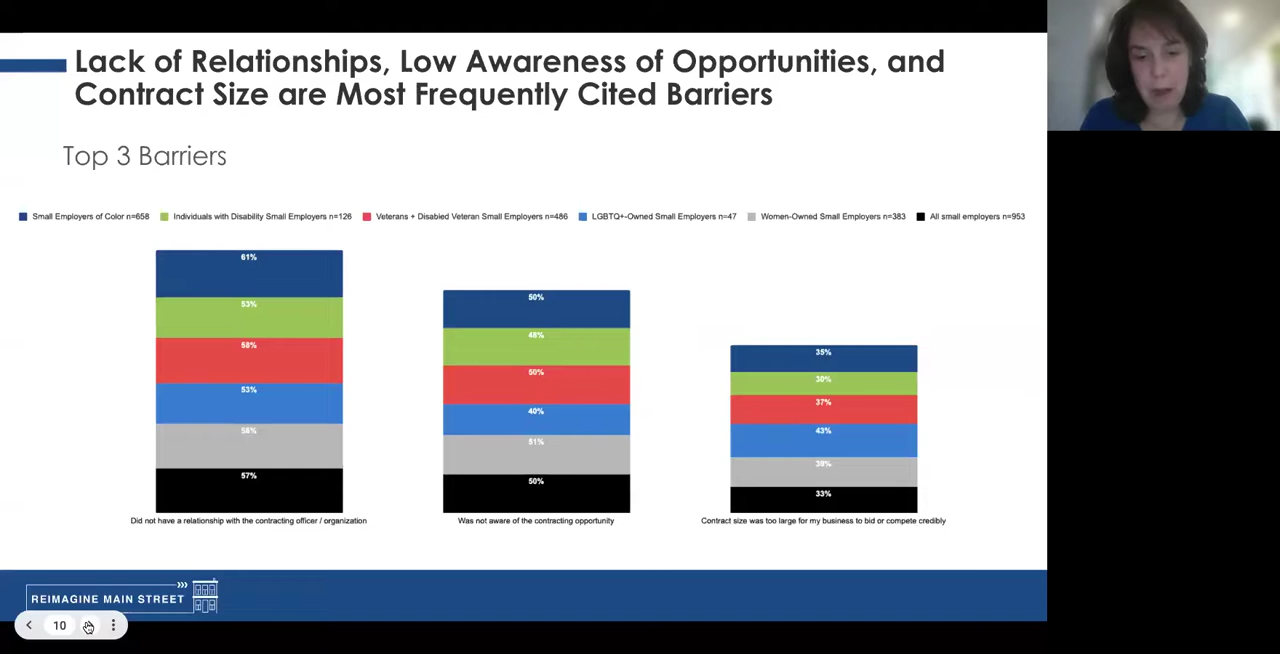 Lack of Relationships, Low Awareness of Opportunities, and
Contract Size are Most Frequently Cited Barriers
Top 3 Barriers
Small Employers of Color n=658 Individuals with Disability Small Employers n=126 Veterans + Disabled Veteran Small Employers n=486 LGBTQ+-Owned Small Employers n=47 Women-Owned Small Employers n=383 All small employers n=953
61%
53%
58%
53%
58%
57%
Did not have a relationship with the contracting officer / organization
50%
48%
50%
40%
51%
50%
Was not aware of the contracting opportunity
35%
30%
37%
43%
38%
33%
Contract size was too large for my business to bid or compete credibly
REIMAGINE MAIN STREET
10